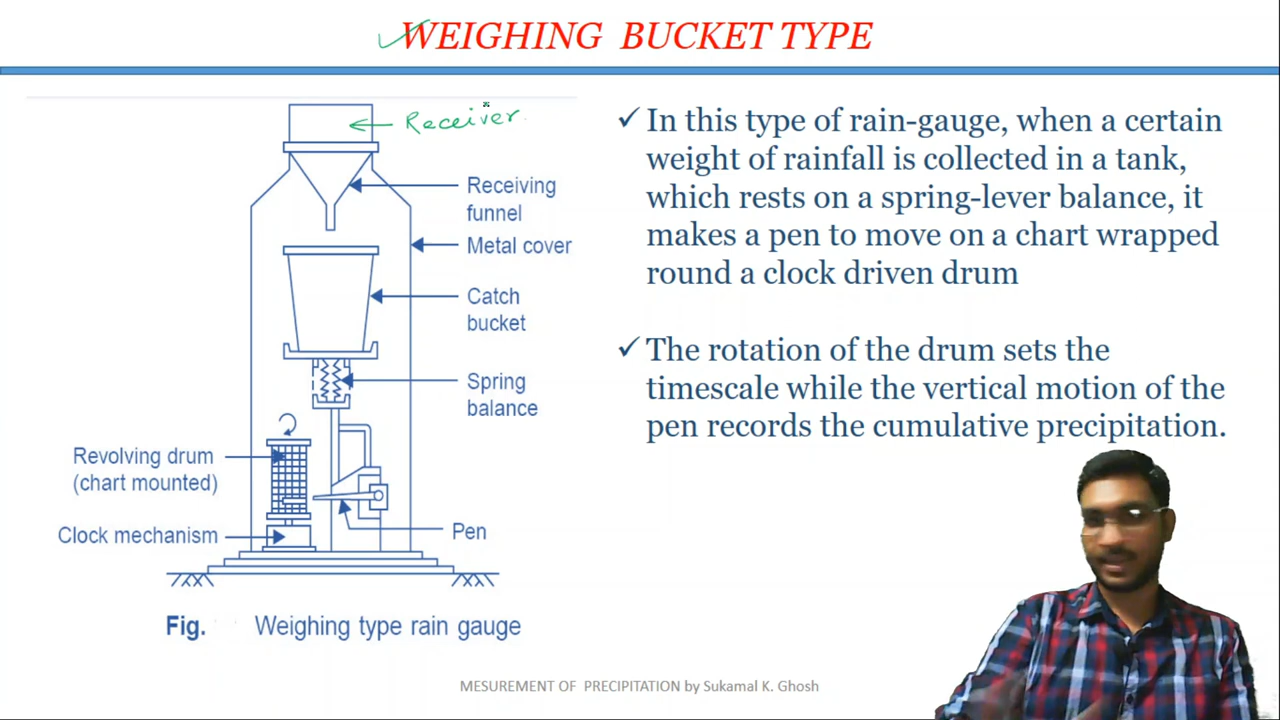 WEIGHING BUCKET TYPE
Receiver
Receiving
funnel
Metal cover
Catch
bucket
Spring
balance
Revolving drum
(chart mounted)
Clock mechanism
Pen
Fig. Weighing type rain gauge
✓ In this type of rain-gauge, when a certain
weight of rainfall is collected in a tank,
which rests on a spring-lever balance, it
makes a pen to move on a chart wrapped
round a clock driven drum
✓ The rotation of the drum sets the
timescale while the vertical motion of the
pen records the cumulative precipitation.
MESUREMENT OF PRECIPITATION by Sukamal K. Ghosh